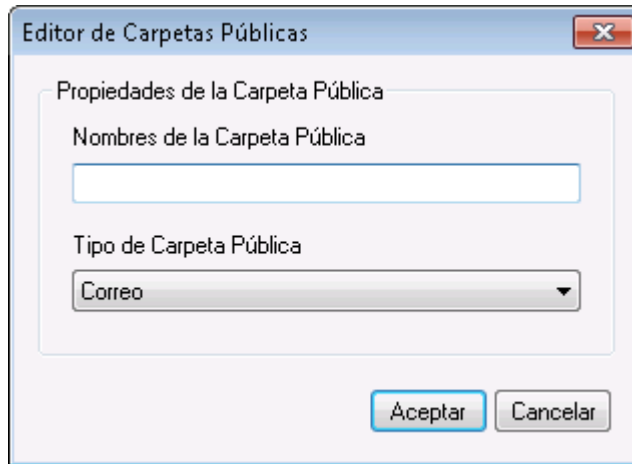 Editor de Carpetas Públicas
Propiedades de la Carpeta Pública
Nombres de la Carpeta Pública
Tipo de Carpeta Pública
Correo
Aceptar Cancelar